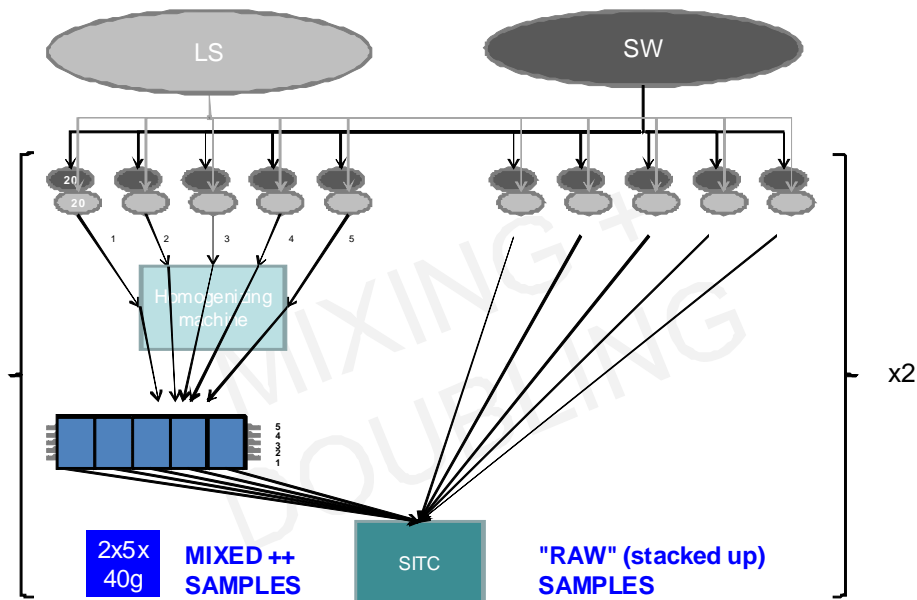 LS
SW
20
20
1 2 3 4 5
Homogenizing
machine
MIXING +
DOUBLING
x2
5
4
3
2
1
2x5x
40g
MIXED ++
SAMPLES
SITC
"RAW" (stacked up)
SAMPLES